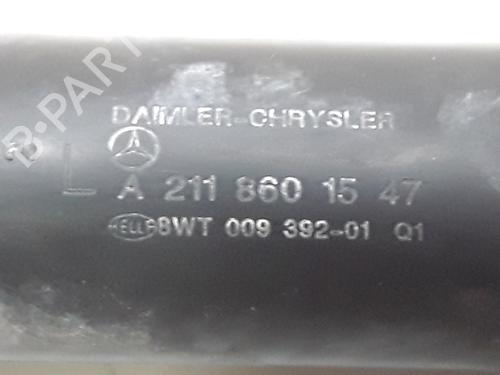 B-PARTS
DAIMLER-CHRYSLER
L A 211 860 15 47
HELLA 8WT 009 392-01 Q1